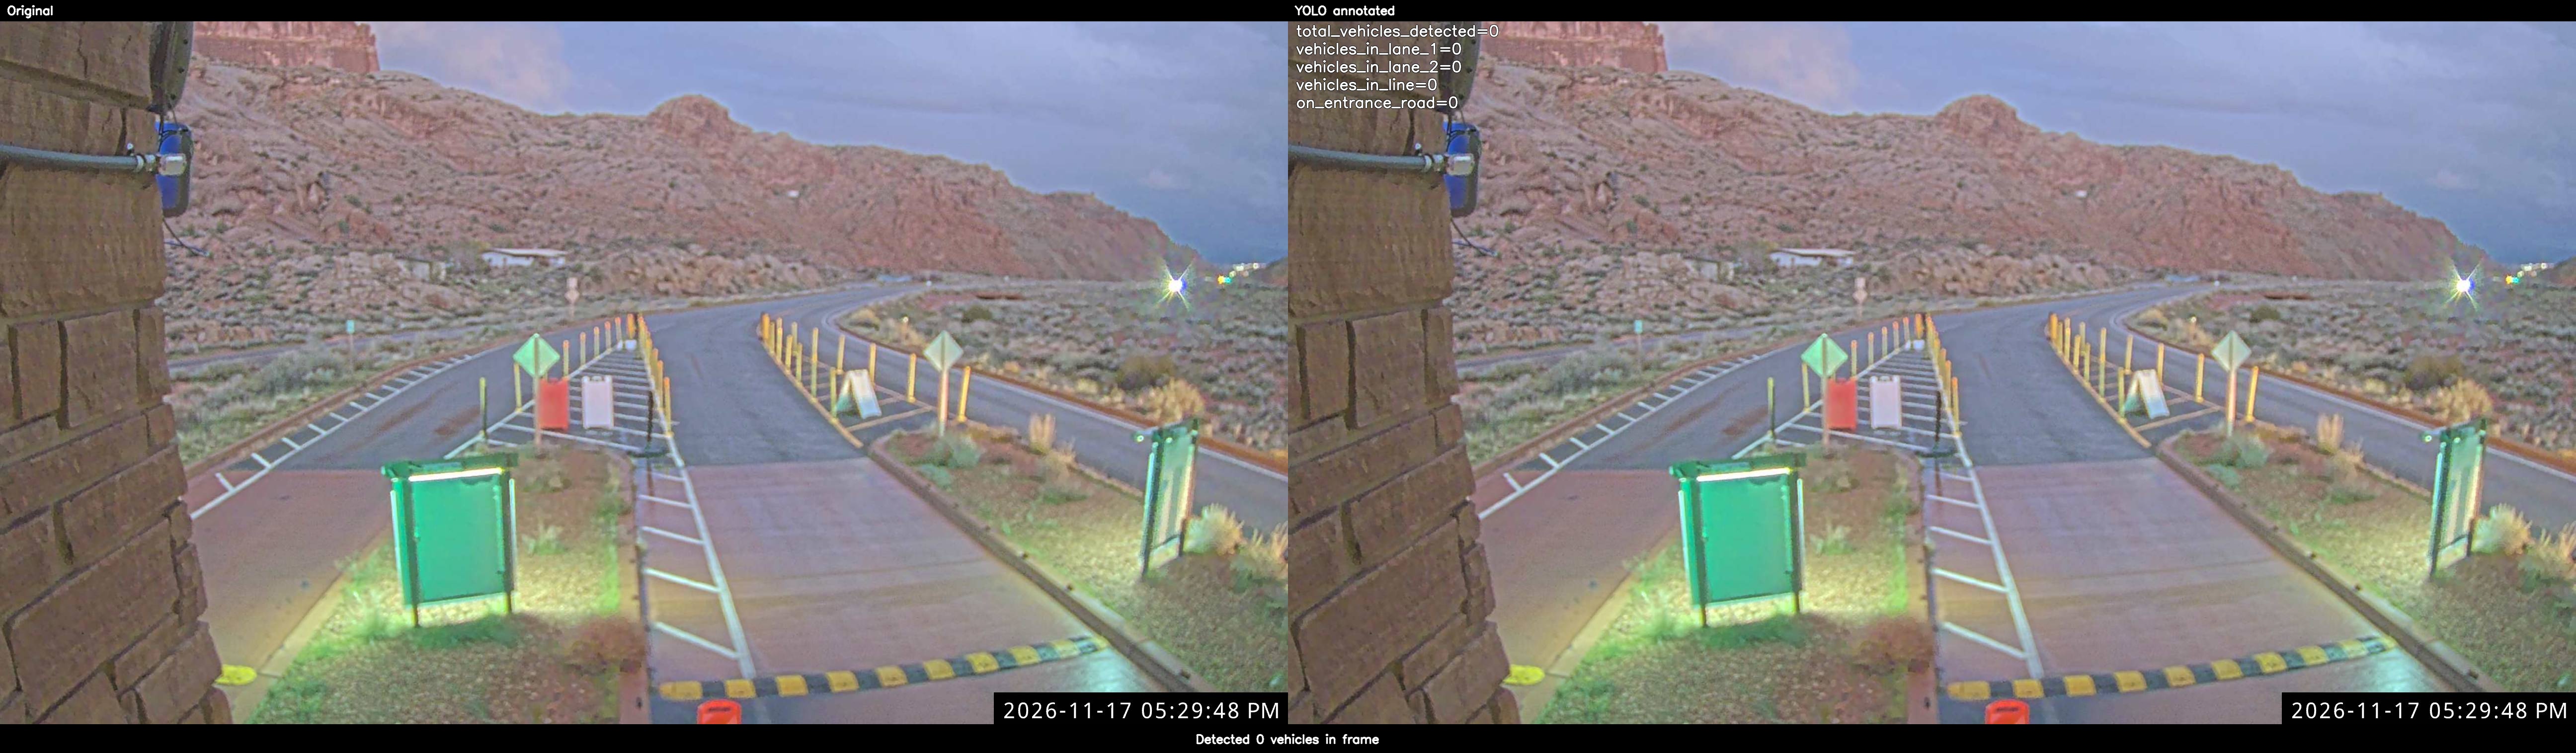 Original
YOLO annotated
total_vehicles_detected=0
vehicles_in_lane_1=0
vehicles_in_lane_2=0
vehicles_in_line=0
on_entrance_road=0
2026-11-17 05:29:48 PM
2026-11-17 05:29:48 PM
Detected 0 vehicles in frame